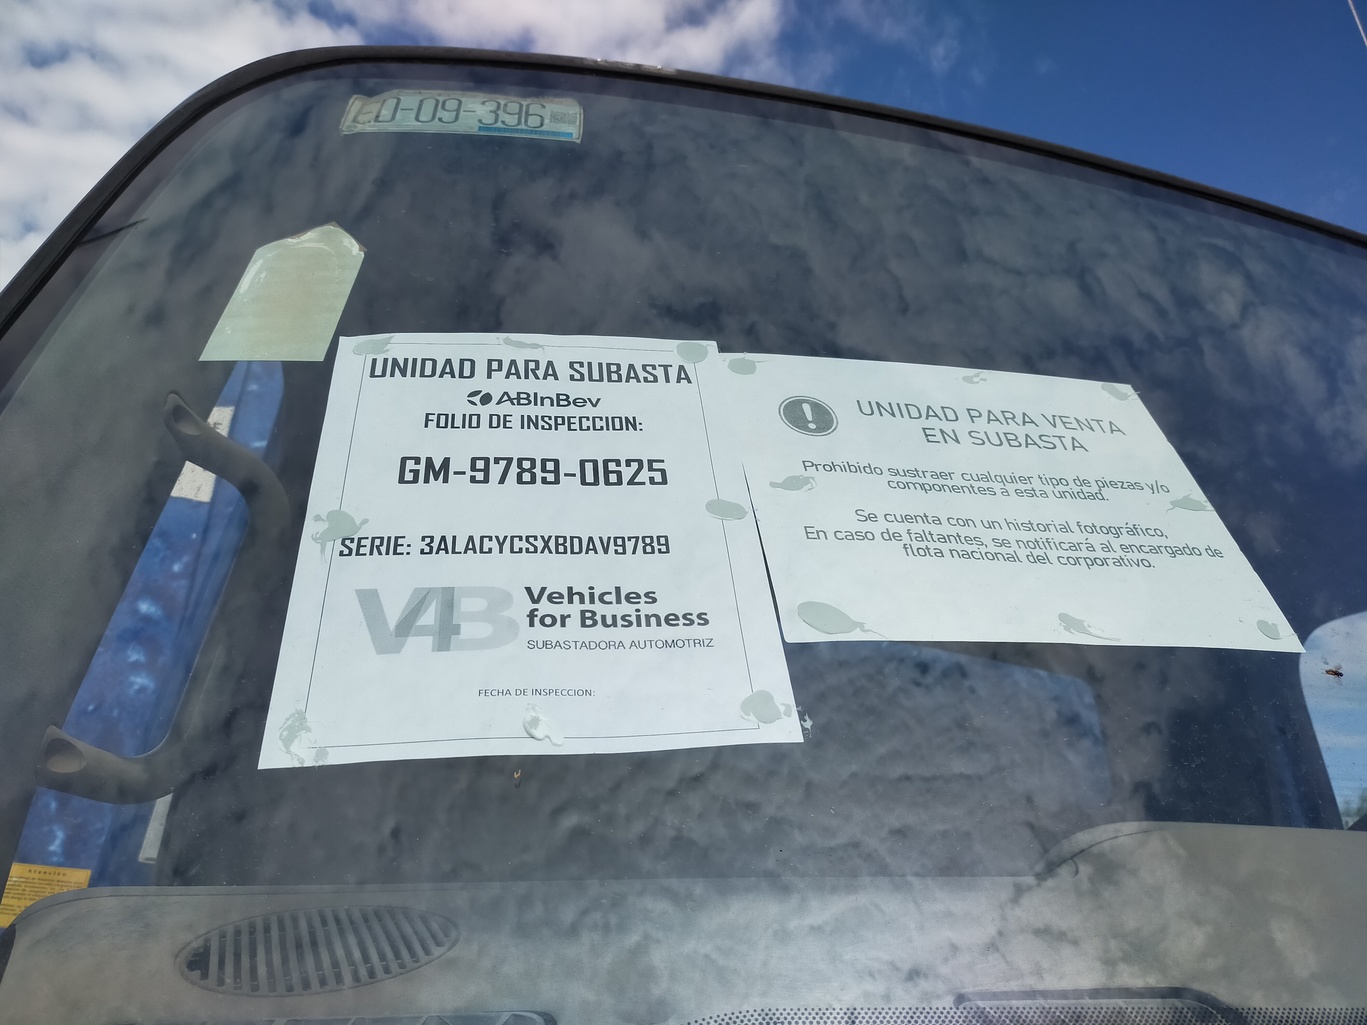 D-09-396
UNIDAD PARA SUBASTA
ABInBev
FOLIO DE INSPECCION:
GM-9789-0625
SERIE: 3ALACYCSXBDAV9789
V4B
Vehicles
for Business
SUBASTADORA AUTOMOTRIZ
FECHA DE INSPECCION:
UNIDAD PARA VENTA
EN SUBASTA
Prohibido sustraer cualquier tipo de piezas y/o
componentes a esta unidad.
Se cuenta con un historial fotográfico,
En caso de faltantes, se notificará al encargado de
flota nacional del corporativo.
Atención